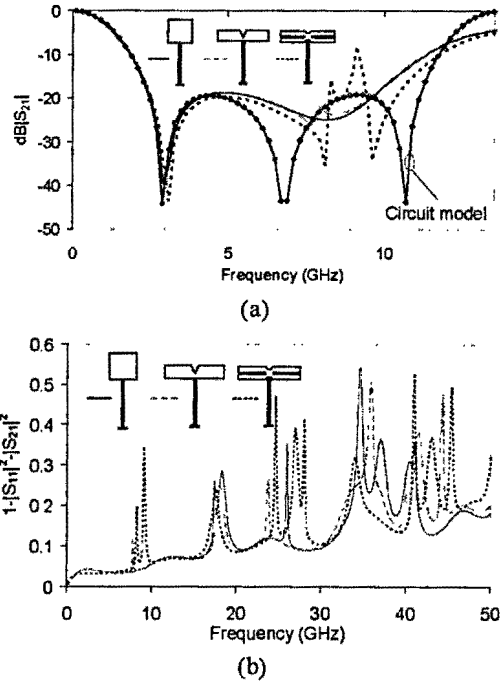 (a)
0
-10
-20
-30
-40
-50
dB|S21|
Circuit model
0 5 10
Frequency (GHz)
(a)
0.6
0.5
0.4
0.3
0.2
0.1
0
1-|S11|²-|S21|²
0 10 20 30 40 50
Frequency (GHz)
(b)